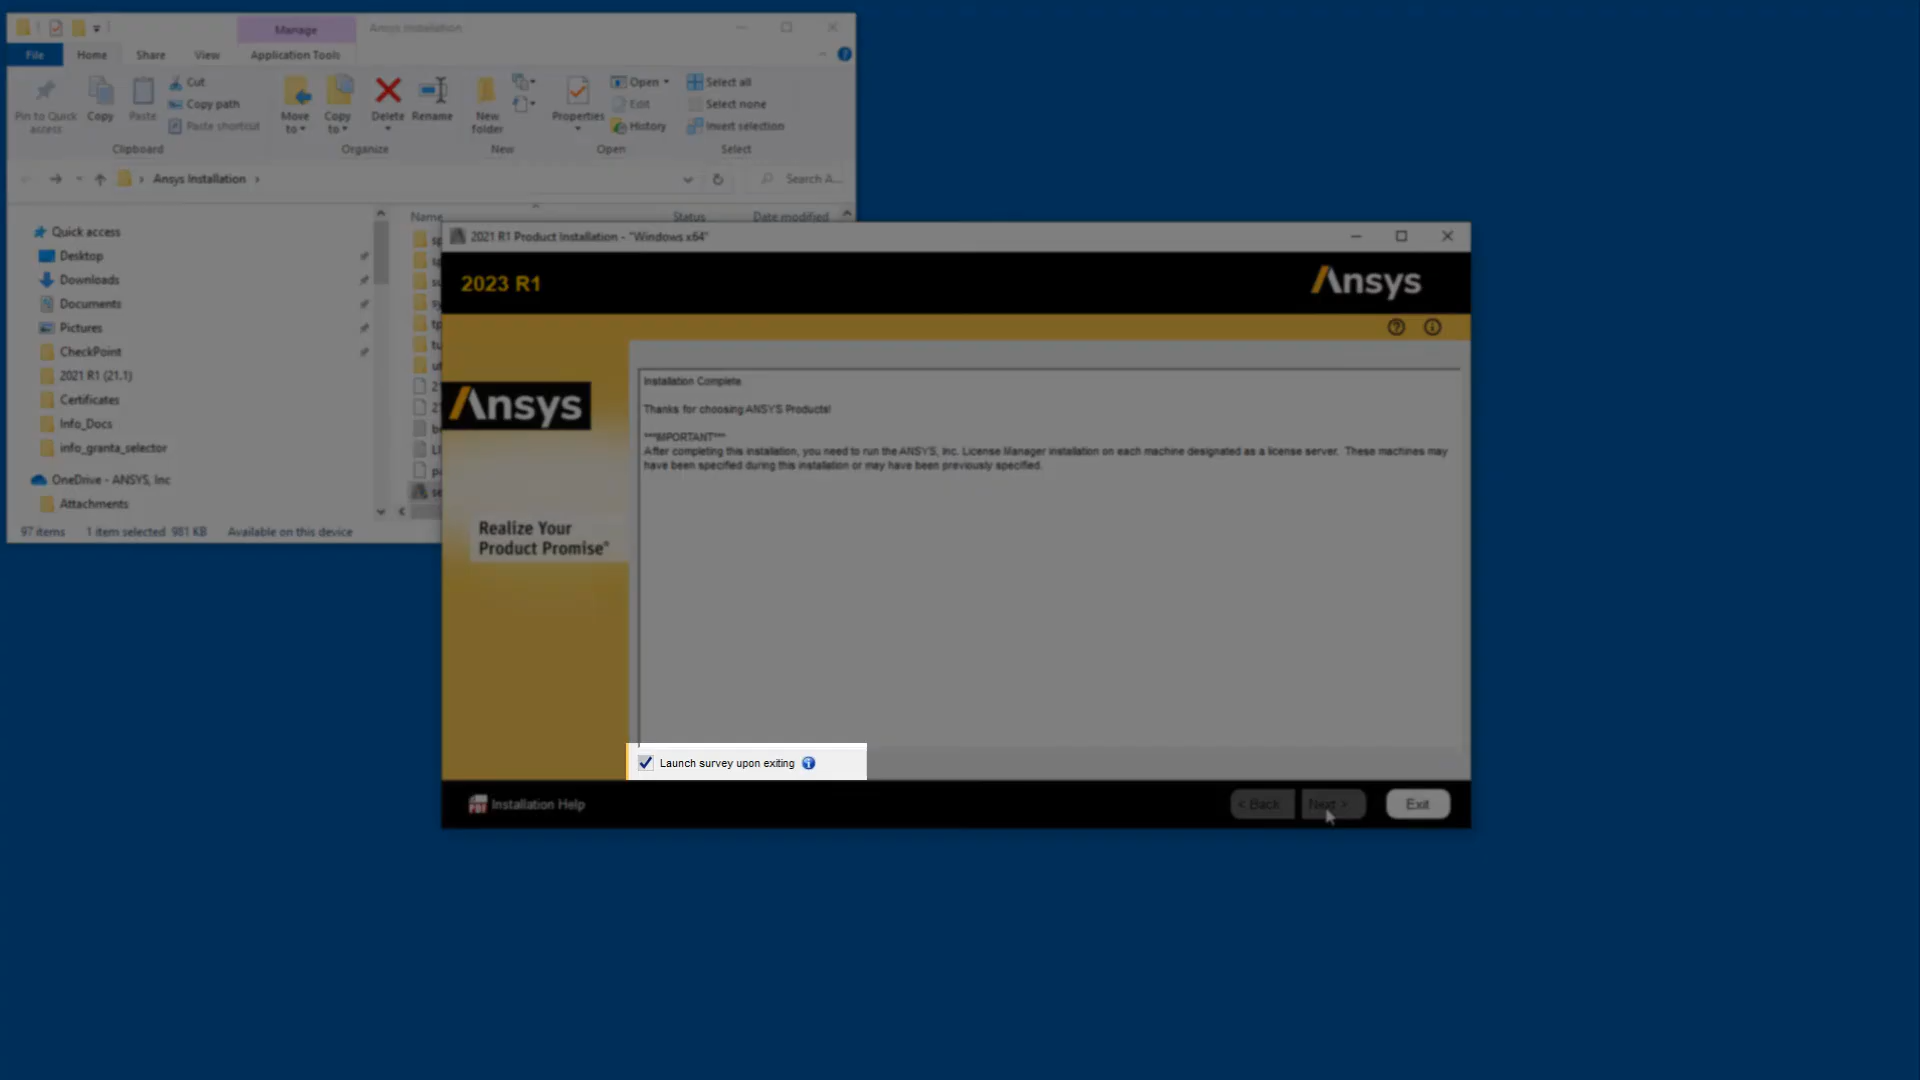 Manage
Ansys Installation
File
Home
Share
View
Application Tools
Pin to Quick access
Copy
Paste
Cut
Copy path
Paste shortcut
Clipboard
Move to
Copy to
Delete
Rename
Organize
New folder
New
Properties
Open
Edit
History
Open
Select all
Select none
Invert selection
Select
Ansys Installation
Search A...
Name
Status
Date modified
Quick access
Desktop
Downloads
Documents
Pictures
CheckPoint
2021 R1 (21.1)
Certificates
Info_Docs
info_granta_selector
OneDrive - ANSYS, Inc
Attachments
97 items
1 item selected 981 KB
Available on this device
2021 R1 Product Installation - "Windows x64"
2023 R1
Ansys
Ansys
Realize Your
Product Promise®
Installation Complete
Thanks for choosing ANSYS Products!
***IMPORTANT***
After completing this installation, you need to run the ANSYS, Inc. License Manager installation on each machine designated as a license server. These machines may
have been specified during this installation or may have been previously specified.
Launch survey upon exiting
Installation Help
< Back
Next >
Exit